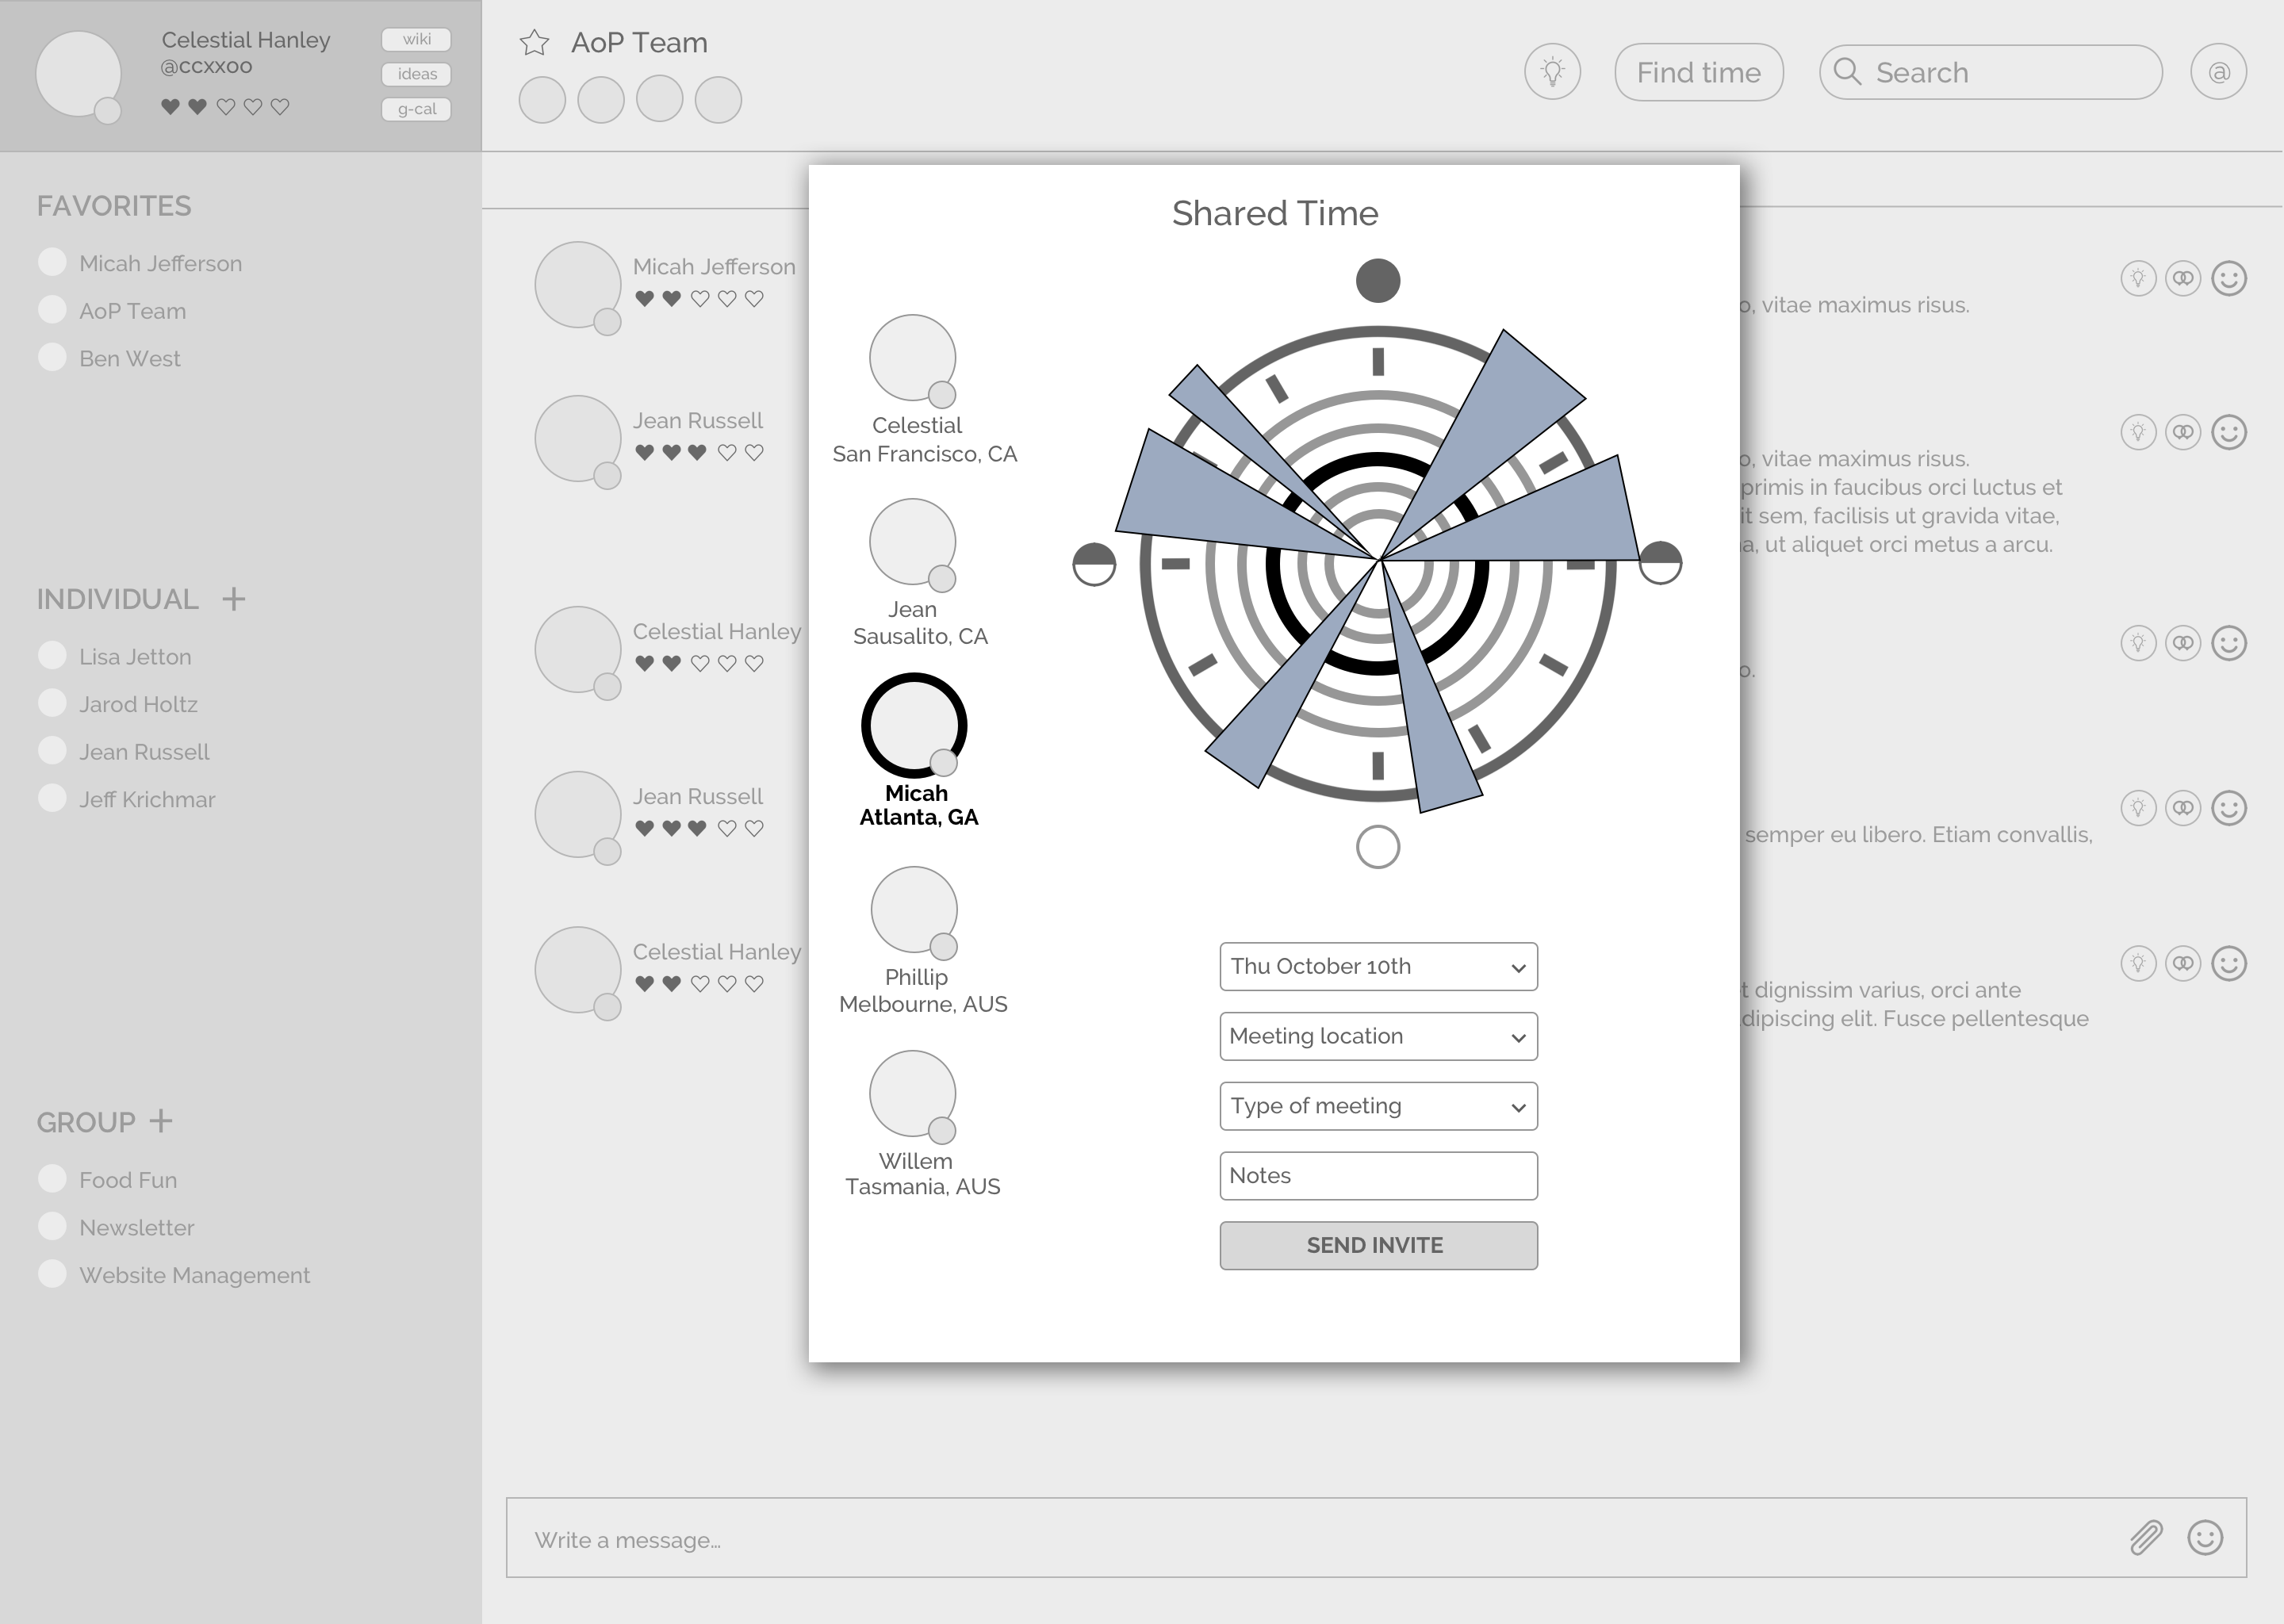 Celestial Hanley
@ccxxoo
wiki
ideas
g-cal
AoP Team
Find time
Search
@
FAVORITES
Micah Jefferson
AoP Team
Ben West
INDIVIDUAL +
Lisa Jetton
Jarod Holtz
Jean Russell
Jeff Krichmar
GROUP +
Food Fun
Newsletter
Website Management
Micah Jefferson
Jean Russell
Celestial Hanley
Jean Russell
Celestial Hanley
Shared Time
Celestial
San Francisco, CA
Jean
Sausalito, CA
Micah
Atlanta, GA
Phillip
Melbourne, AUS
Willem
Tasmania, AUS
Thu October 10th
Meeting location
Type of meeting
Notes
SEND INVITE
vitae maximus risus.
vitae maximus risus.
primis in faucibus orci luctus et
sem, facilisis ut gravida vitae,
ut aliquet orci metus a arcu.
semper eu libero. Etiam convallis,
dignissim varius, orci ante
elit. Fusce pellentesque
Write a message...